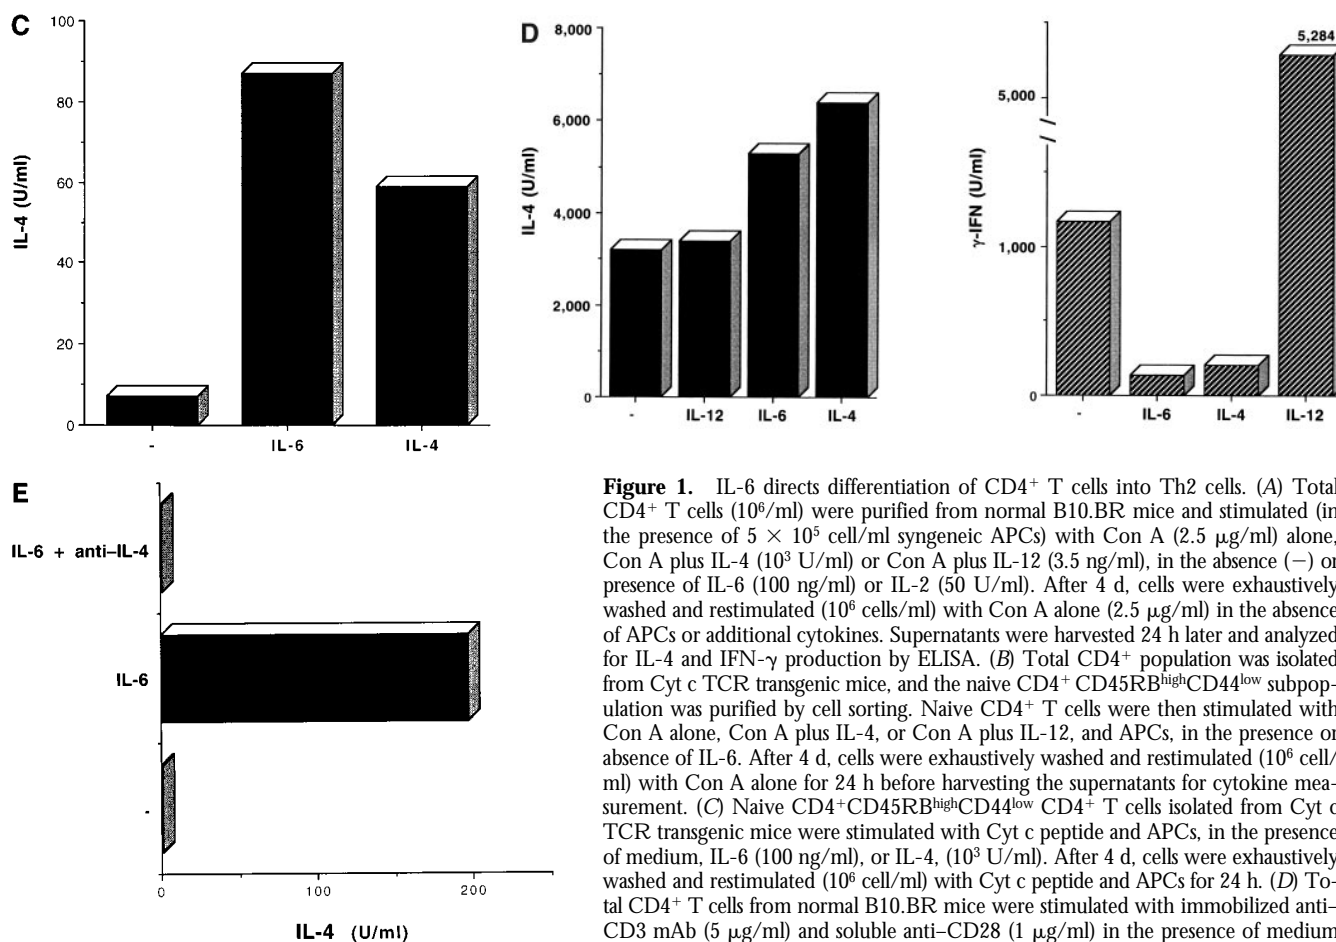 C
100
80
60
40
20
0
IL-4 (U/ml)
-
IL-6
IL-4
D
8,000
6,000
4,000
2,000
0
IL-4 (U/ml)
-
IL-12
IL-6
IL-4
5,284
5,000
1,000
0
γ-IFN (U/ml)
-
IL-6
IL-4
IL-12
E
IL-6 + anti–IL-4
IL-6
-
0
100
200
IL-4 (U/ml)
Figure 1. IL-6 directs differentiation of CD4⁺ T cells into Th2 cells. (A) Total
CD4⁺ T cells (10⁶/ml) were purified from normal B10.BR mice and stimulated (in
the presence of 5 × 10⁵ cell/ml syngeneic APCs) with Con A (2.5 μg/ml) alone,
Con A plus IL-4 (10³ U/ml) or Con A plus IL-12 (3.5 ng/ml), in the absence (−) or
presence of IL-6 (100 ng/ml) or IL-2 (50 U/ml). After 4 d, cells were exhaustively
washed and restimulated (10⁶ cells/ml) with Con A alone (2.5 μg/ml) in the absence
of APCs or additional cytokines. Supernatants were harvested 24 h later and analyzed
for IL-4 and IFN-γ production by ELISA. (B) Total CD4⁺ population was isolated
from Cyt c TCR transgenic mice, and the naive CD4⁺ CD45RBʰⁱᵍʰCD44ˡᵒʷ subpop-
ulation was purified by cell sorting. Naive CD4⁺ T cells were then stimulated with
Con A alone, Con A plus IL-4, or Con A plus IL-12, and APCs, in the presence or
absence of IL-6. After 4 d, cells were exhaustively washed and restimulated (10⁶ cell/
ml) with Con A alone for 24 h before harvesting the supernatants for cytokine mea-
surement. (C) Naive CD4⁺CD45RBʰⁱᵍʰCD44ˡᵒʷ CD4⁺ T cells isolated from Cyt c
TCR transgenic mice were stimulated with Cyt c peptide and APCs, in the presence
of medium, IL-6 (100 ng/ml), or IL-4, (10³ U/ml). After 4 d, cells were exhaustively
washed and restimulated (10⁶ cell/ml) with Cyt c peptide and APCs for 24 h. (D) To-
tal CD4⁺ T cells from normal B10.BR mice were stimulated with immobilized anti–
CD3 mAb (5 μg/ml) and soluble anti–CD28 (1 μg/ml) in the presence of medium